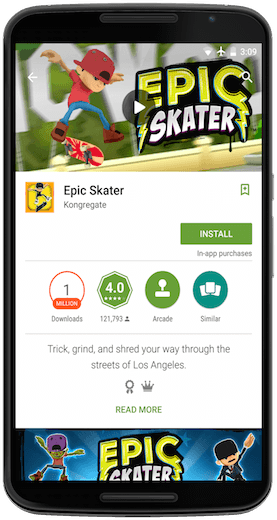 3:09
EPIC
SKATER
Epic Skater
Kongregate
INSTALL
In-app purchases
1
MILLION
4.0
Downloads
121,793
Arcade
Similar
Trick, grind, and shred your way through the
streets of Los Angeles.
READ MORE
EPIC
SKATER